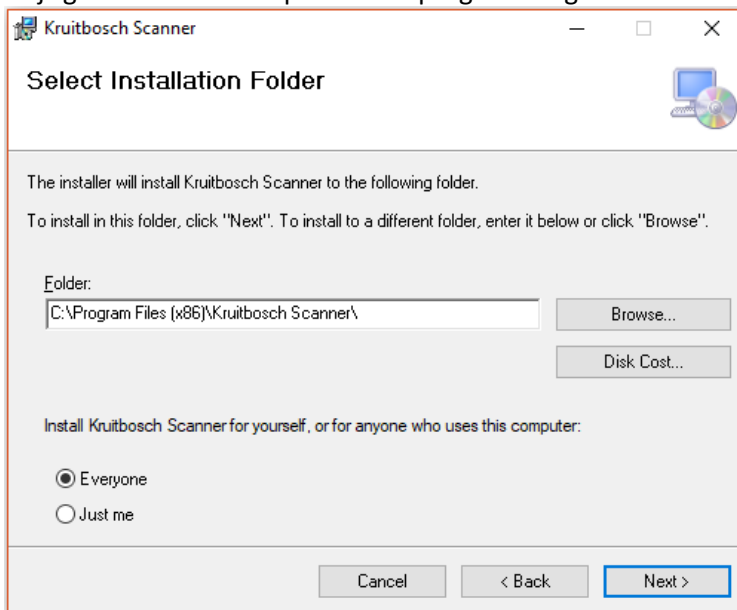 Kruitbosch Scanner
Select Installation Folder
The installer will install Kruitbosch Scanner to the following folder.
To install in this folder, click "Next". To install to a different folder, enter it below or click "Browse".
Folder:
C:\Program Files (x86)\Kruitbosch Scanner\
Browse...
Disk Cost...
Install Kruitbosch Scanner for yourself, or for anyone who uses this computer:
Everyone
Just me
Cancel
< Back
Next >